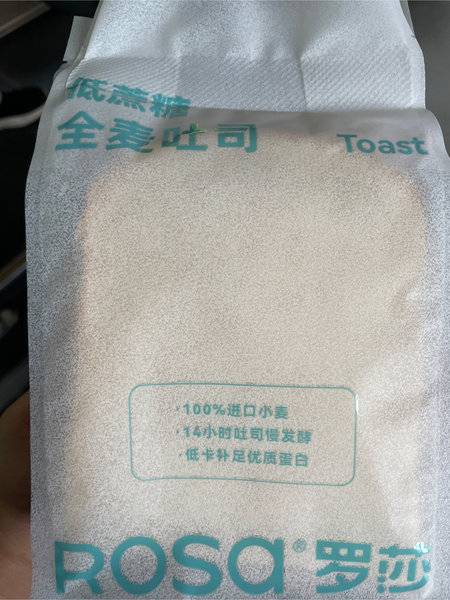 低蔗糖
全麦吐司 Toast
·100%进口小麦
·14小时吐司慢发酵
·低卡补足优质蛋白
ROSa®罗莎